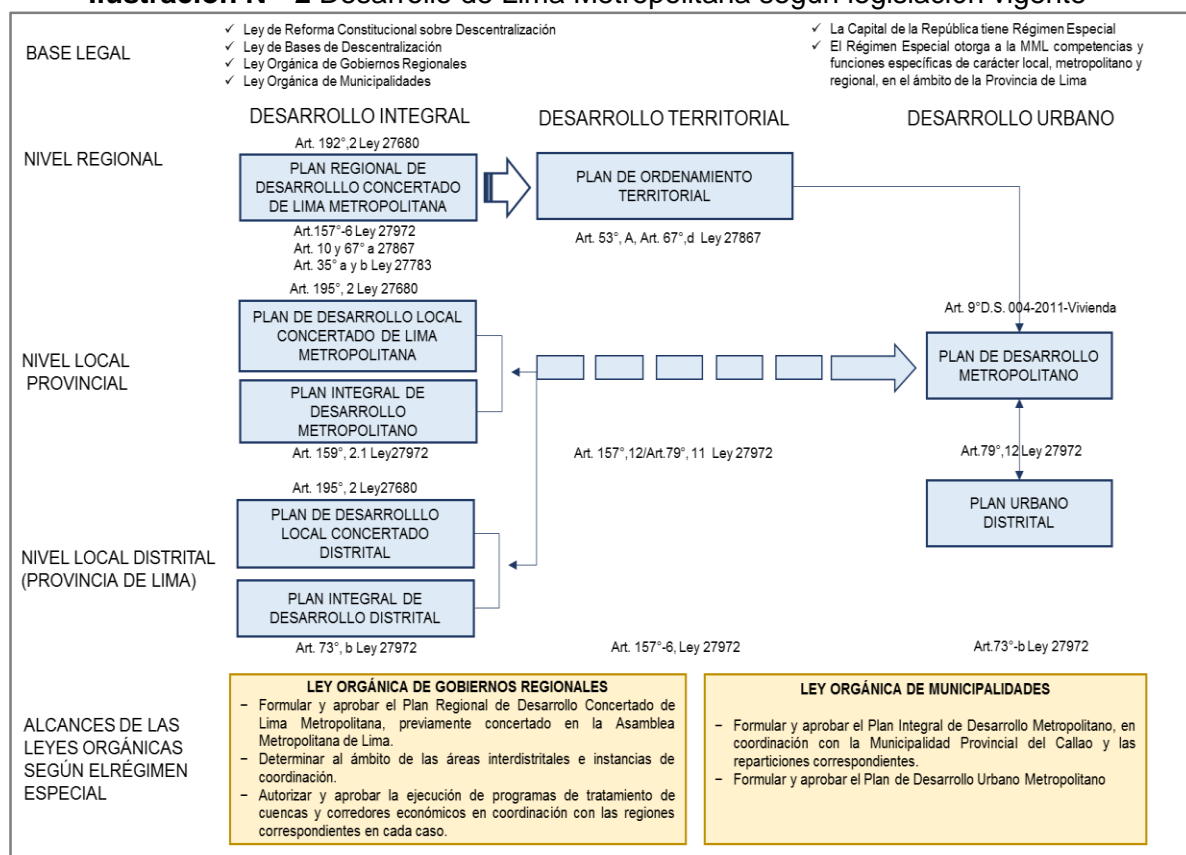 Ilustración N° 2 Desarrollo de Lima Metropolitana según legislación vigente
BASE LEGAL
✓ Ley de Reforma Constitucional sobre Descentralización
✓ Ley de Bases de Descentralización
✓ Ley Orgánica de Gobiernos Regionales
✓ Ley Orgánica de Municipalidades
✓ La Capital de la República tiene Régimen Especial
✓ El Régimen Especial otorga a la MML competencias y
funciones específicas de carácter local, metropolitano y
regional, en el ámbito de la Provincia de Lima
DESARROLLO INTEGRAL
DESARROLLO TERRITORIAL
DESARROLLO URBANO
NIVEL REGIONAL
Art. 192°,2 Ley 27680
PLAN REGIONAL DE
DESARROLLLO CONCERTADO
DE LIMA METROPOLITANA
Art.157°-6 Ley 27972
Art. 10 y 67° a 27867
Art. 35° a y b Ley 27783
PLAN DE ORDENAMIENTO
TERRITORIAL
Art. 53°, A, Art. 67°,d Ley 27867
NIVEL LOCAL
PROVINCIAL
Art. 195°, 2 Ley 27680
PLAN DE DESARROLLO LOCAL
CONCERTADO DE LIMA
METROPOLITANA
PLAN INTEGRAL DE
DESARROLLO
METROPOLITANO
Art. 159°, 2.1 Ley27972
Art. 157°,12/Art.79°, 11 Ley 27972
Art. 9°D.S. 004-2011-Vivienda
PLAN DE DESARROLLO
METROPOLITANO
Art.79°,12 Ley 27972
NIVEL LOCAL DISTRITAL
(PROVINCIA DE LIMA)
Art. 195°, 2 Ley27680
PLAN DE DESARROLLLO
LOCAL CONCERTADO
DISTRITAL
PLAN INTEGRAL DE
DESARROLLO DISTRITAL
Art. 73°, b Ley 27972
Art. 157°-6, Ley 27972
PLAN URBANO
DISTRITAL
Art.73°-b Ley 27972
ALCANCES DE LAS
LEYES ORGÁNICAS
SEGÚN ELRÉGIMEN
ESPECIAL
LEY ORGÁNICA DE GOBIERNOS REGIONALES
− Formular y aprobar el Plan Regional de Desarrollo Concertado de
Lima Metropolitana, previamente concertado en la Asamblea
Metropolitana de Lima.
− Determinar al ámbito de las áreas interdistritales e instancias de
coordinación.
− Autorizar y aprobar la ejecución de programas de tratamiento de
cuencas y corredores económicos en coordinación con las regiones
correspondientes en cada caso.
LEY ORGÁNICA DE MUNICIPALIDADES
− Formular y aprobar el Plan Integral de Desarrollo Metropolitano, en
coordinación con la Municipalidad Provincial del Callao y las
reparticiones correspondientes.
− Formular y aprobar el Plan de Desarrollo Urbano Metropolitano